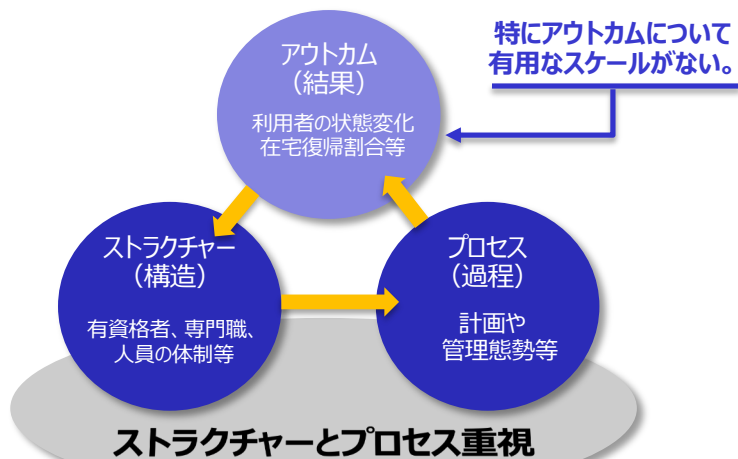 特にアウトカムについて
有用なスケールがない。
アウトカム
（結果）
利用者の状態変化
在宅復帰割合等
ストラクチャー
（構造）
有資格者、専門職、
人員の体制等
プロセス
（過程）
計画や
管理態勢等
ストラクチャーとプロセス重視